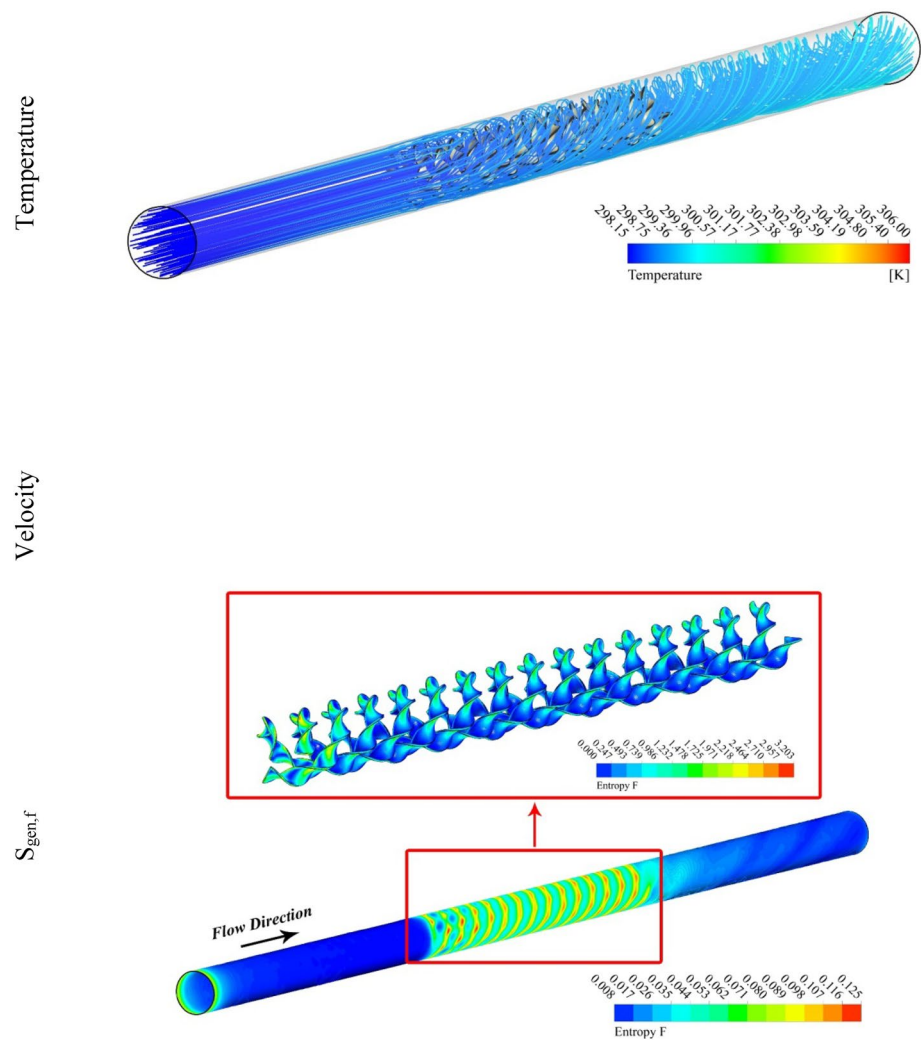 Temperature
298.15 298.75 299.36 299.96 300.57 301.17 301.77 302.38 302.98 303.59 304.19 304.80 305.40 306.00
Temperature [K]
Velocity
0.000 0.247 0.493 0.739 0.986 1.232 1.478 1.725 1.971 2.218 2.464 2.710 2.957 3.203
Entropy F
Sgen,f
Flow Direction
0.008 0.017 0.026 0.035 0.044 0.053 0.062 0.071 0.080 0.089 0.098 0.107 0.116 0.125
Entropy F